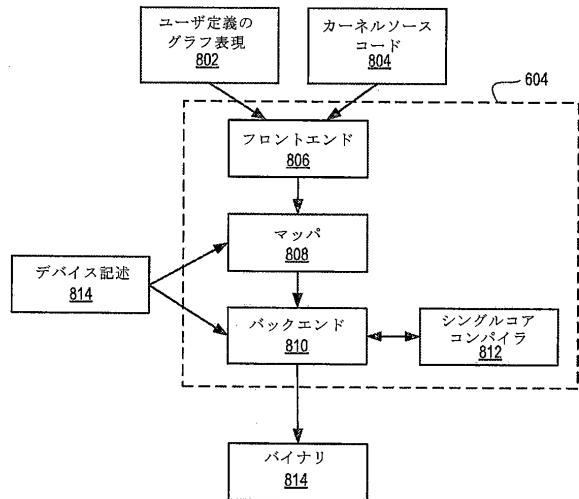 ユーザ定義の
グラフ表現
802
カーネルソース
コード
804
604
フロントエンド
806
マッパ
808
デバイス記述
814
バックエンド
810
シングルコア
コンパイラ
812
バイナリ
814